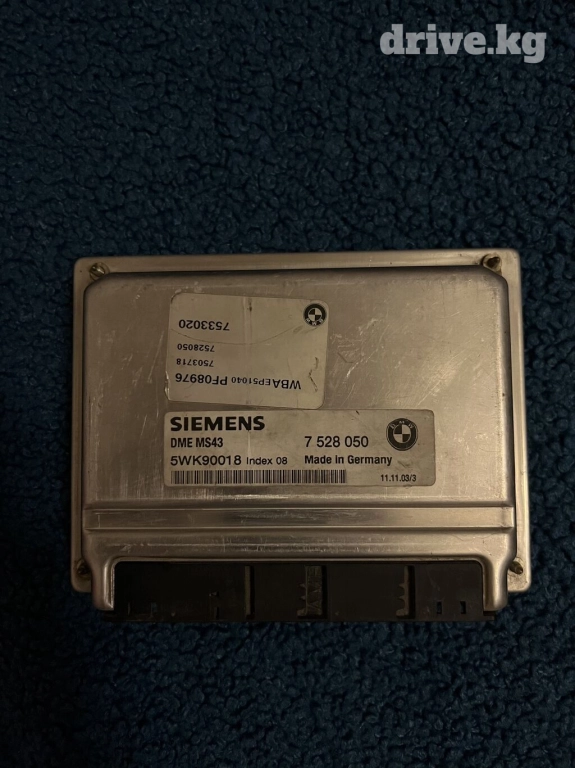 drive.kg
7533020
7528050
7503718
WBAEP51040 PF08976
SIEMENS
DME MS43
7 528 050
5WK90018 Index 08
Made in Germany
11.11.03/3